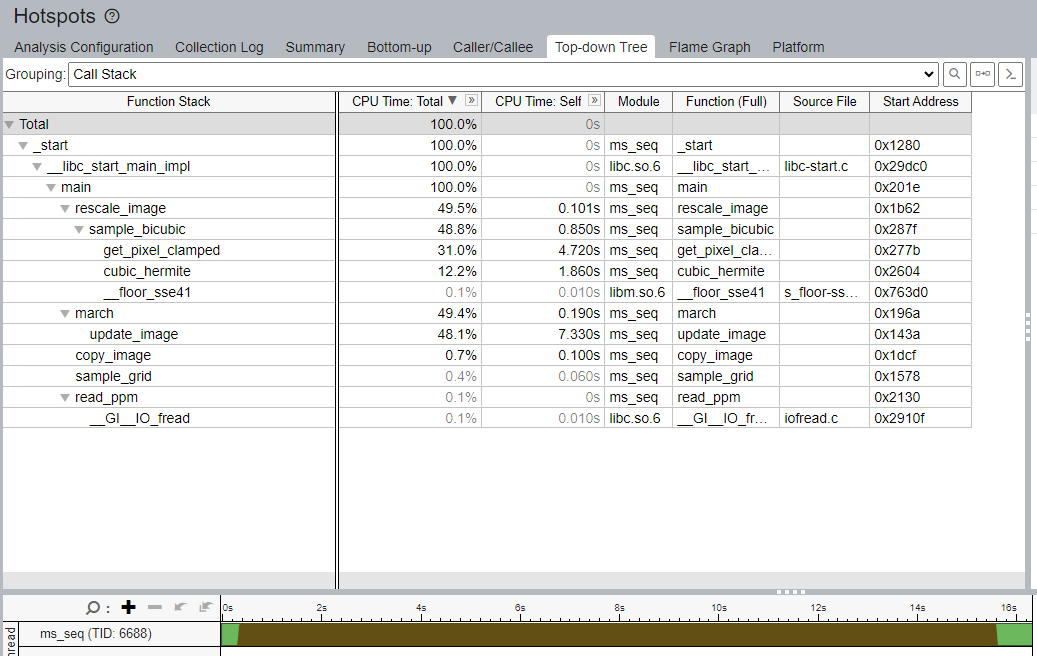 Hotspots ?
Analysis Configuration Collection Log Summary Bottom-up Caller/Callee Top-down Tree Flame Graph Platform
Grouping: Call Stack
Function Stack CPU Time: Total ▼ » CPU Time: Self » Module Function (Full) Source File Start Address
Total 100.0% 0s
_start 100.0% 0s ms_seq _start 0x1280
__libc_start_main_impl 100.0% 0s libc.so.6 __libc_start_... libc-start.c 0x29dc0
main 100.0% 0s ms_seq main 0x201e
rescale_image 49.5% 0.101s ms_seq rescale_image 0x1b62
sample_bicubic 48.8% 0.850s ms_seq sample_bicubic 0x287f
get_pixel_clamped 31.0% 4.720s ms_seq get_pixel_cla... 0x277b
cubic_hermite 12.2% 1.860s ms_seq cubic_hermite 0x2604
__floor_sse41 0.1% 0.010s libm.so.6 __floor_sse41 s_floor-ss... 0x763d0
march 49.4% 0.190s ms_seq march 0x196a
update_image 48.1% 7.330s ms_seq update_image 0x143a
copy_image 0.7% 0.100s ms_seq copy_image 0x1dcf
sample_grid 0.4% 0.060s ms_seq sample_grid 0x1578
read_ppm 0.1% 0s ms_seq read_ppm 0x2130
__GI__IO_fread 0.1% 0.010s libc.so.6 __GI__IO_fr... iofread.c 0x2910f
0s 2s 4s 6s 8s 10s 12s 14s 16s
ms_seq (TID: 6688)